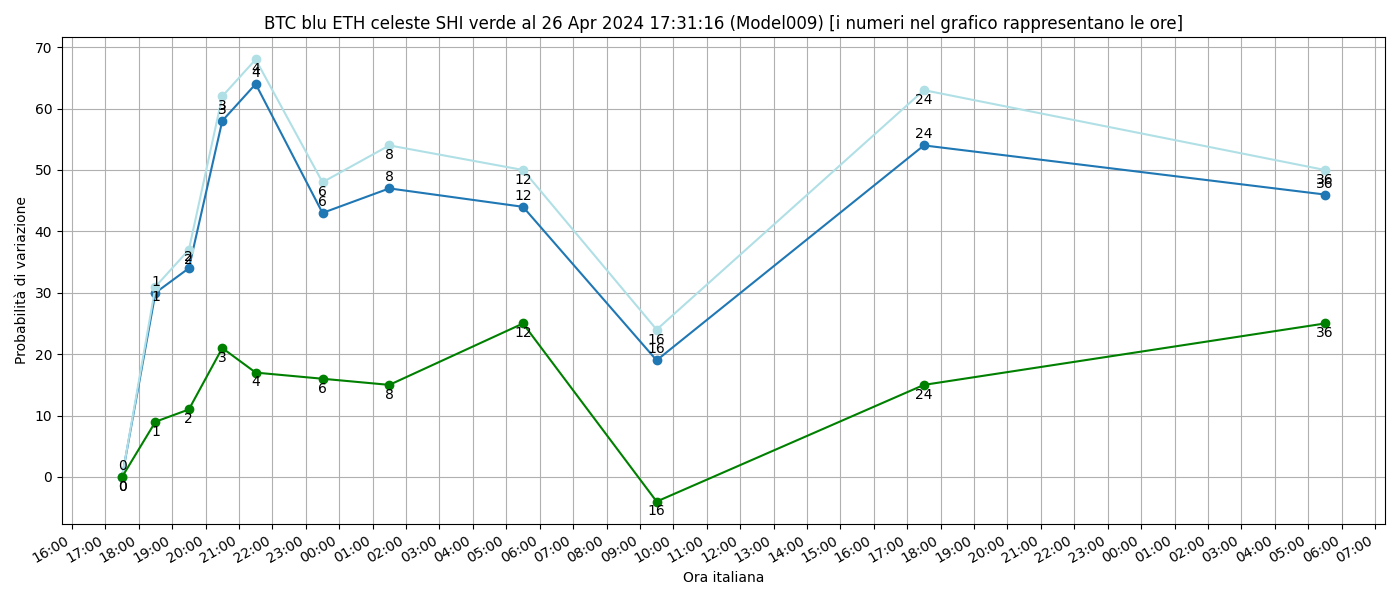 BTC blu ETH celeste SHI verde al 26 Apr 2024 17:31:16 (Model009) [i numeri nel grafico rappresentano le ore]
Probabilità di variazione
70
60
50
40
30
20
10
0
0 1 2 3 4 6 8 12 16 24 36
0 1 2 3 4 6 8 12 16 24 36
0 1 2 3 4 6 8 12 16 24 36
16:00 17:00 18:00 19:00 20:00 21:00 22:00 23:00 00:00 01:00 02:00 03:00 04:00 05:00 06:00 07:00 08:00 09:00 10:00 11:00 12:00 13:00 14:00 15:00 16:00 17:00 18:00 19:00 20:00 21:00 22:00 23:00 00:00 01:00 02:00 03:00 04:00 05:00 06:00 07:00
Ora italiana